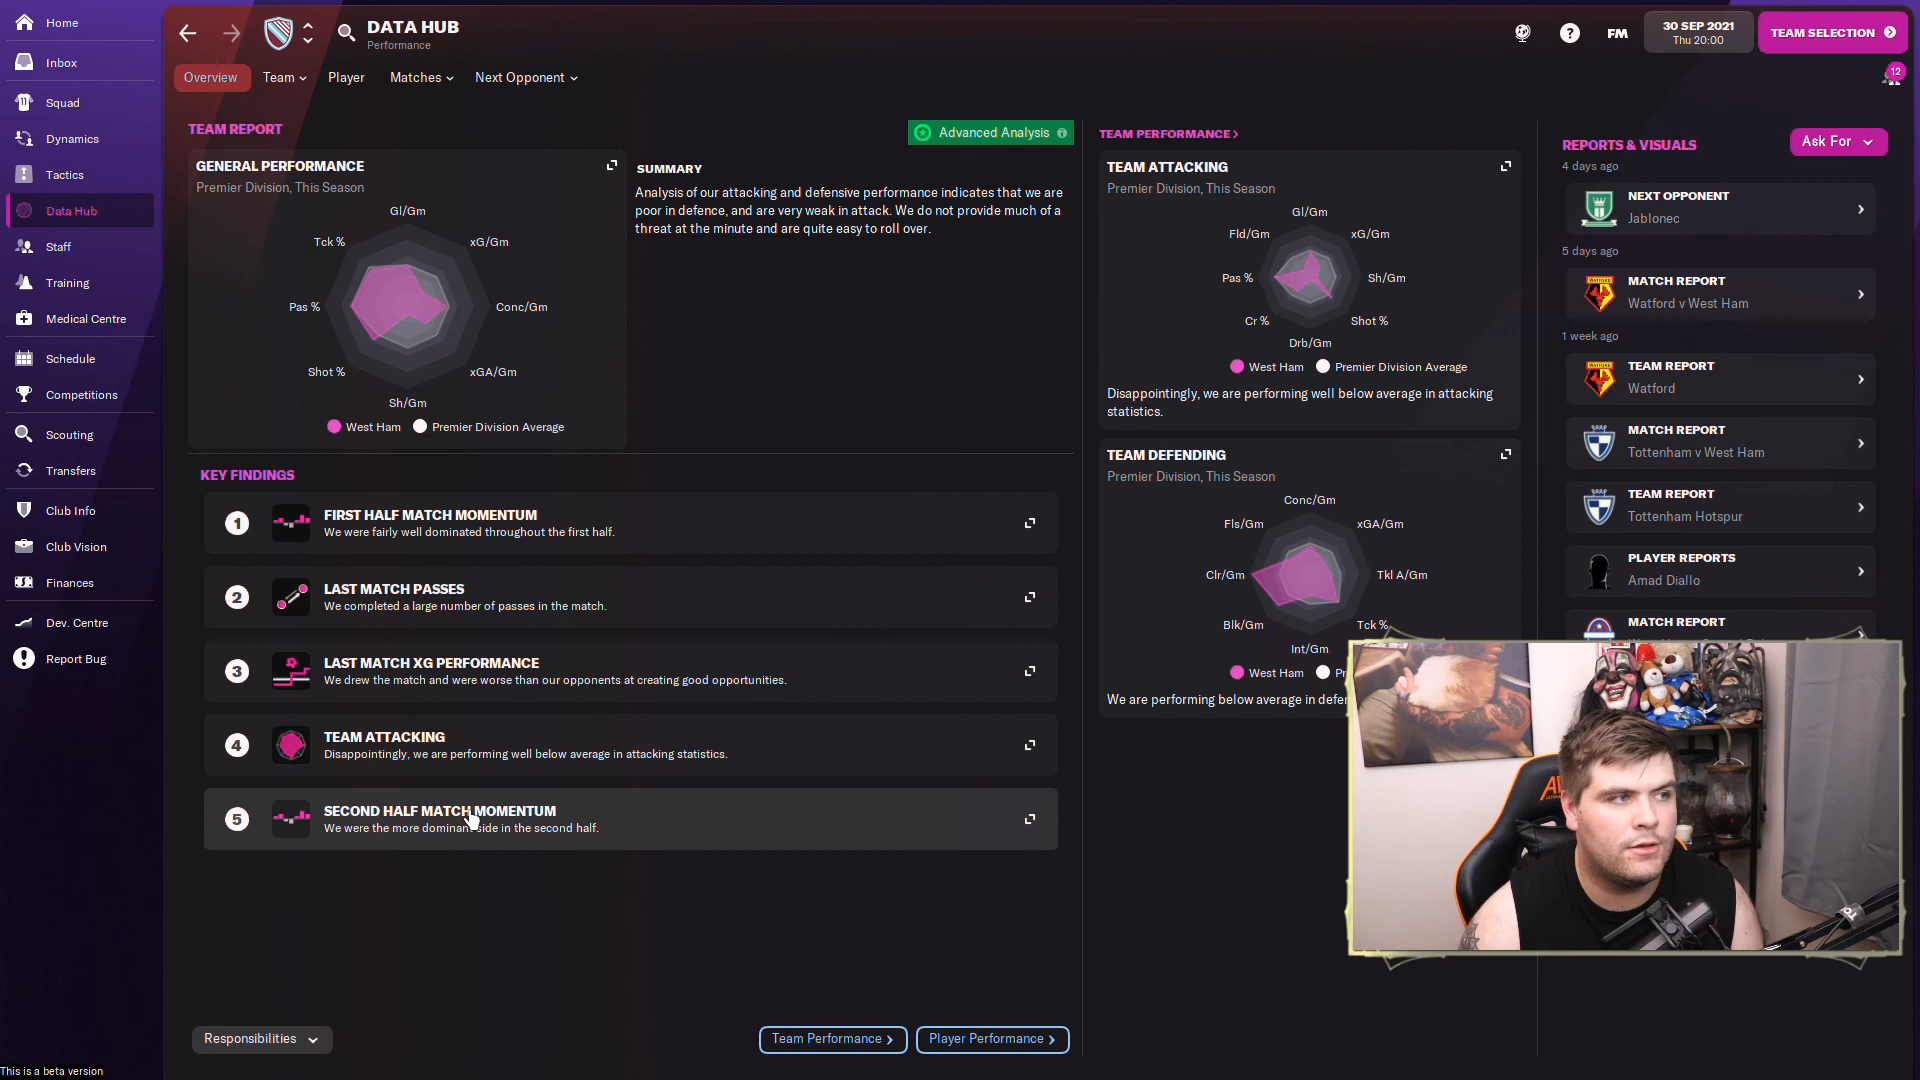 Home
Inbox
Squad
Dynamics
Tactics
Data Hub
Staff
Training
Medical Centre
Schedule
Competitions
Scouting
Transfers
Club Info
Club Vision
Finances
Dev. Centre
Report Bug
This is a beta version
DATA HUB
Performance
FM
30 SEP 2021
Thu 20:00
TEAM SELECTION
12
Overview
Team
Player
Matches
Next Opponent
TEAM REPORT
Advanced Analysis
GENERAL PERFORMANCE
Premier Division, This Season
Gl/Gm
Tck %
xG/Gm
Pas %
Conc/Gm
Shot %
xGA/Gm
Sh/Gm
West Ham
Premier Division Average
SUMMARY
Analysis of our attacking and defensive performance indicates that we are
poor in defence, and are very weak in attack. We do not provide much of a
threat at the minute and are quite easy to roll over.
KEY FINDINGS
1
FIRST HALF MATCH MOMENTUM
We were fairly well dominated throughout the first half.
2
LAST MATCH PASSES
We completed a large number of passes in the match.
3
LAST MATCH XG PERFORMANCE
We drew the match and were worse than our opponents at creating good opportunities.
4
TEAM ATTACKING
Disappointingly, we are performing well below average in attacking statistics.
5
SECOND HALF MATCH MOMENTUM
We were the more dominant side in the second half.
Responsibilities
Team Performance
Player Performance
TEAM PERFORMANCE
TEAM ATTACKING
Premier Division, This Season
Gl/Gm
Fld/Gm
xG/Gm
Pas %
Sh/Gm
Cr %
Shot %
Drb/Gm
West Ham
Premier Division Average
Disappointingly, we are performing well below average in attacking
statistics.
TEAM DEFENDING
Premier Division, This Season
Conc/Gm
Fls/Gm
xGA/Gm
Clr/Gm
Tkl A/Gm
Blk/Gm
Tck %
Int/Gm
West Ham
We are performing below average in
REPORTS & VISUALS
Ask For
4 days ago
NEXT OPPONENT
Jablonec
5 days ago
MATCH REPORT
Watford v West Ham
1 week ago
TEAM REPORT
Watford
MATCH REPORT
Tottenham v West Ham
TEAM REPORT
Tottenham Hotspur
PLAYER REPORTS
Amad Diallo
MATCH REPORT